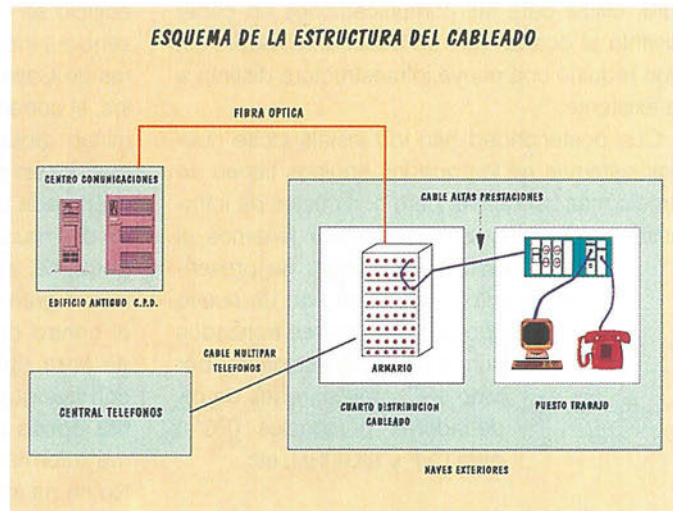 ESQUEMA DE LA ESTRUCTURA DEL CABLEADO
FIBRA OPTICA
CENTRO COMUNICACIONES
EDIFICIO ANTIGUO C.P.D.
CABLE ALTAS PRESTACIONES
CABLE MULTIPAR
TELEFONOS
ARMARIO
CENTRAL TELEFONOS
CUARTO DISTRIBUCION
CABLEADO
PUESTO TRABAJO
NAVES EXTERIORES